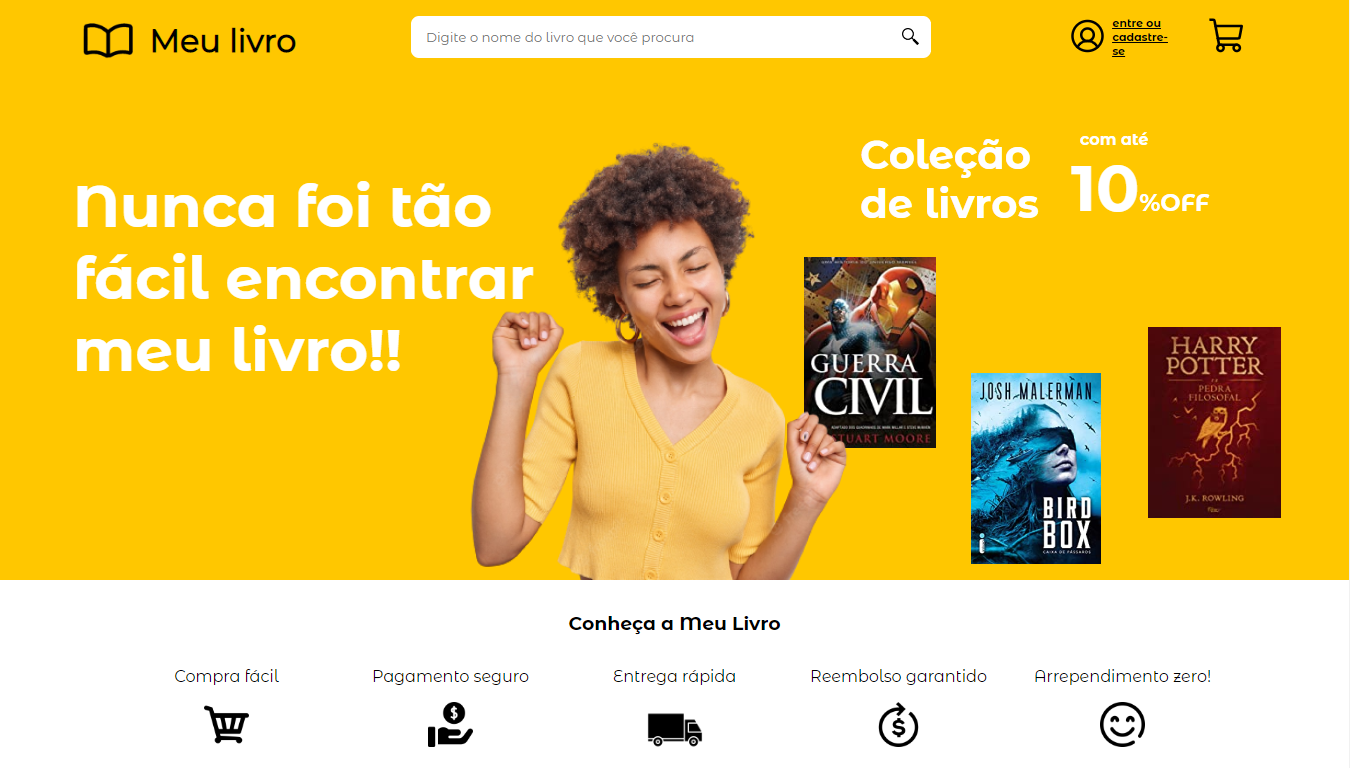 Meu livro
Digite o nome do livro que você procura
entre ou
cadastre-
se
Nunca foi tão
fácil encontrar
meu livro!!
Coleção
de livros
com até
10%OFF
GUERRA
CIVIL
STUART MOORE
JOSH MALERMAN
BIRD
BOX
CAIXA DE PÁSSAROS
HARRY
POTTER
E A
PEDRA
FILOSOFAL
J.K. ROWLING
Conheça a Meu Livro
Compra fácil
Pagamento seguro
Entrega rápida
Reembolso garantido
Arrependimento zero!